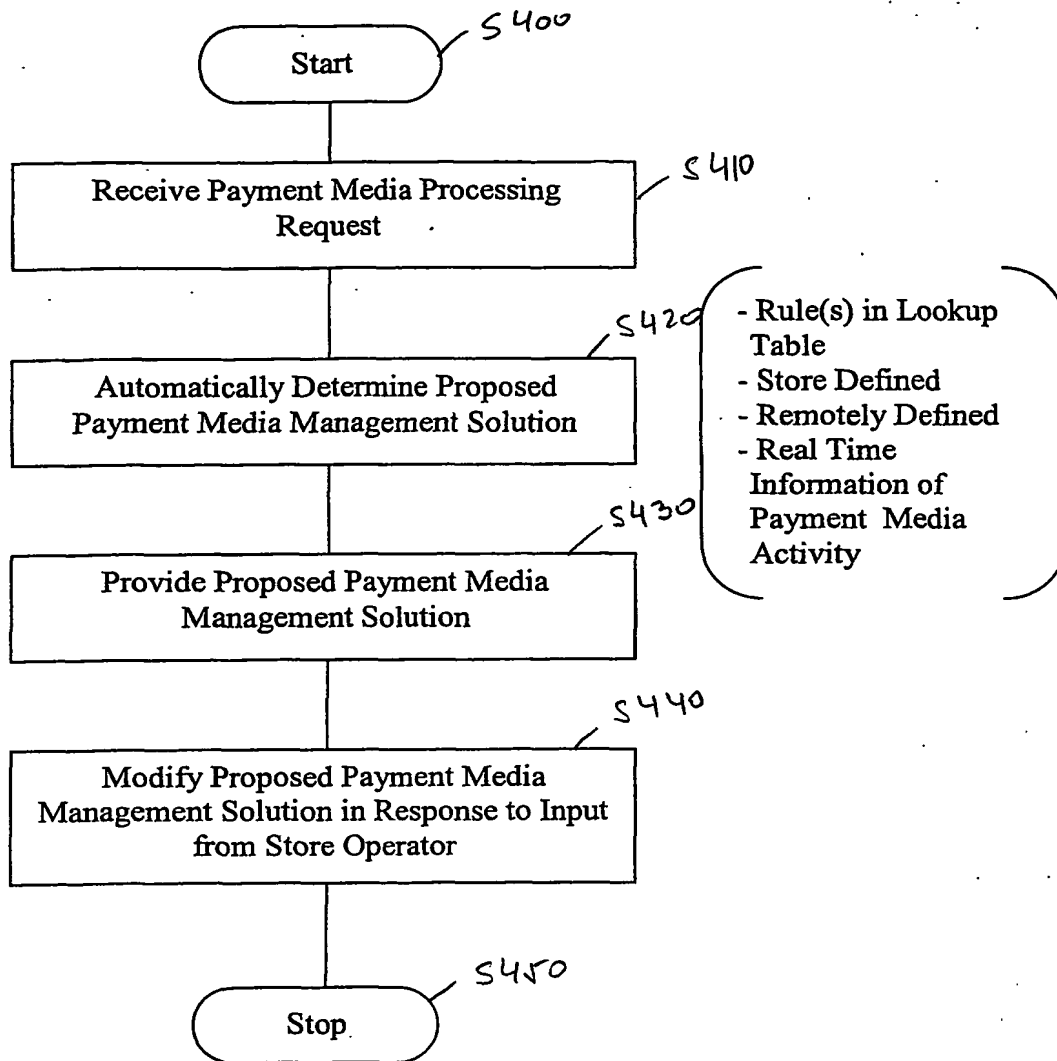 S400
Start
S410
Receive Payment Media Processing
Request
S420
Automatically Determine Proposed
Payment Media Management Solution
- Rule(s) in Lookup
Table
- Store Defined
- Remotely Defined
- Real Time
Information of
Payment Media
Activity
S430
Provide Proposed Payment Media
Management Solution
S440
Modify Proposed Payment Media
Management Solution in Response to Input
from Store Operator
S450
Stop